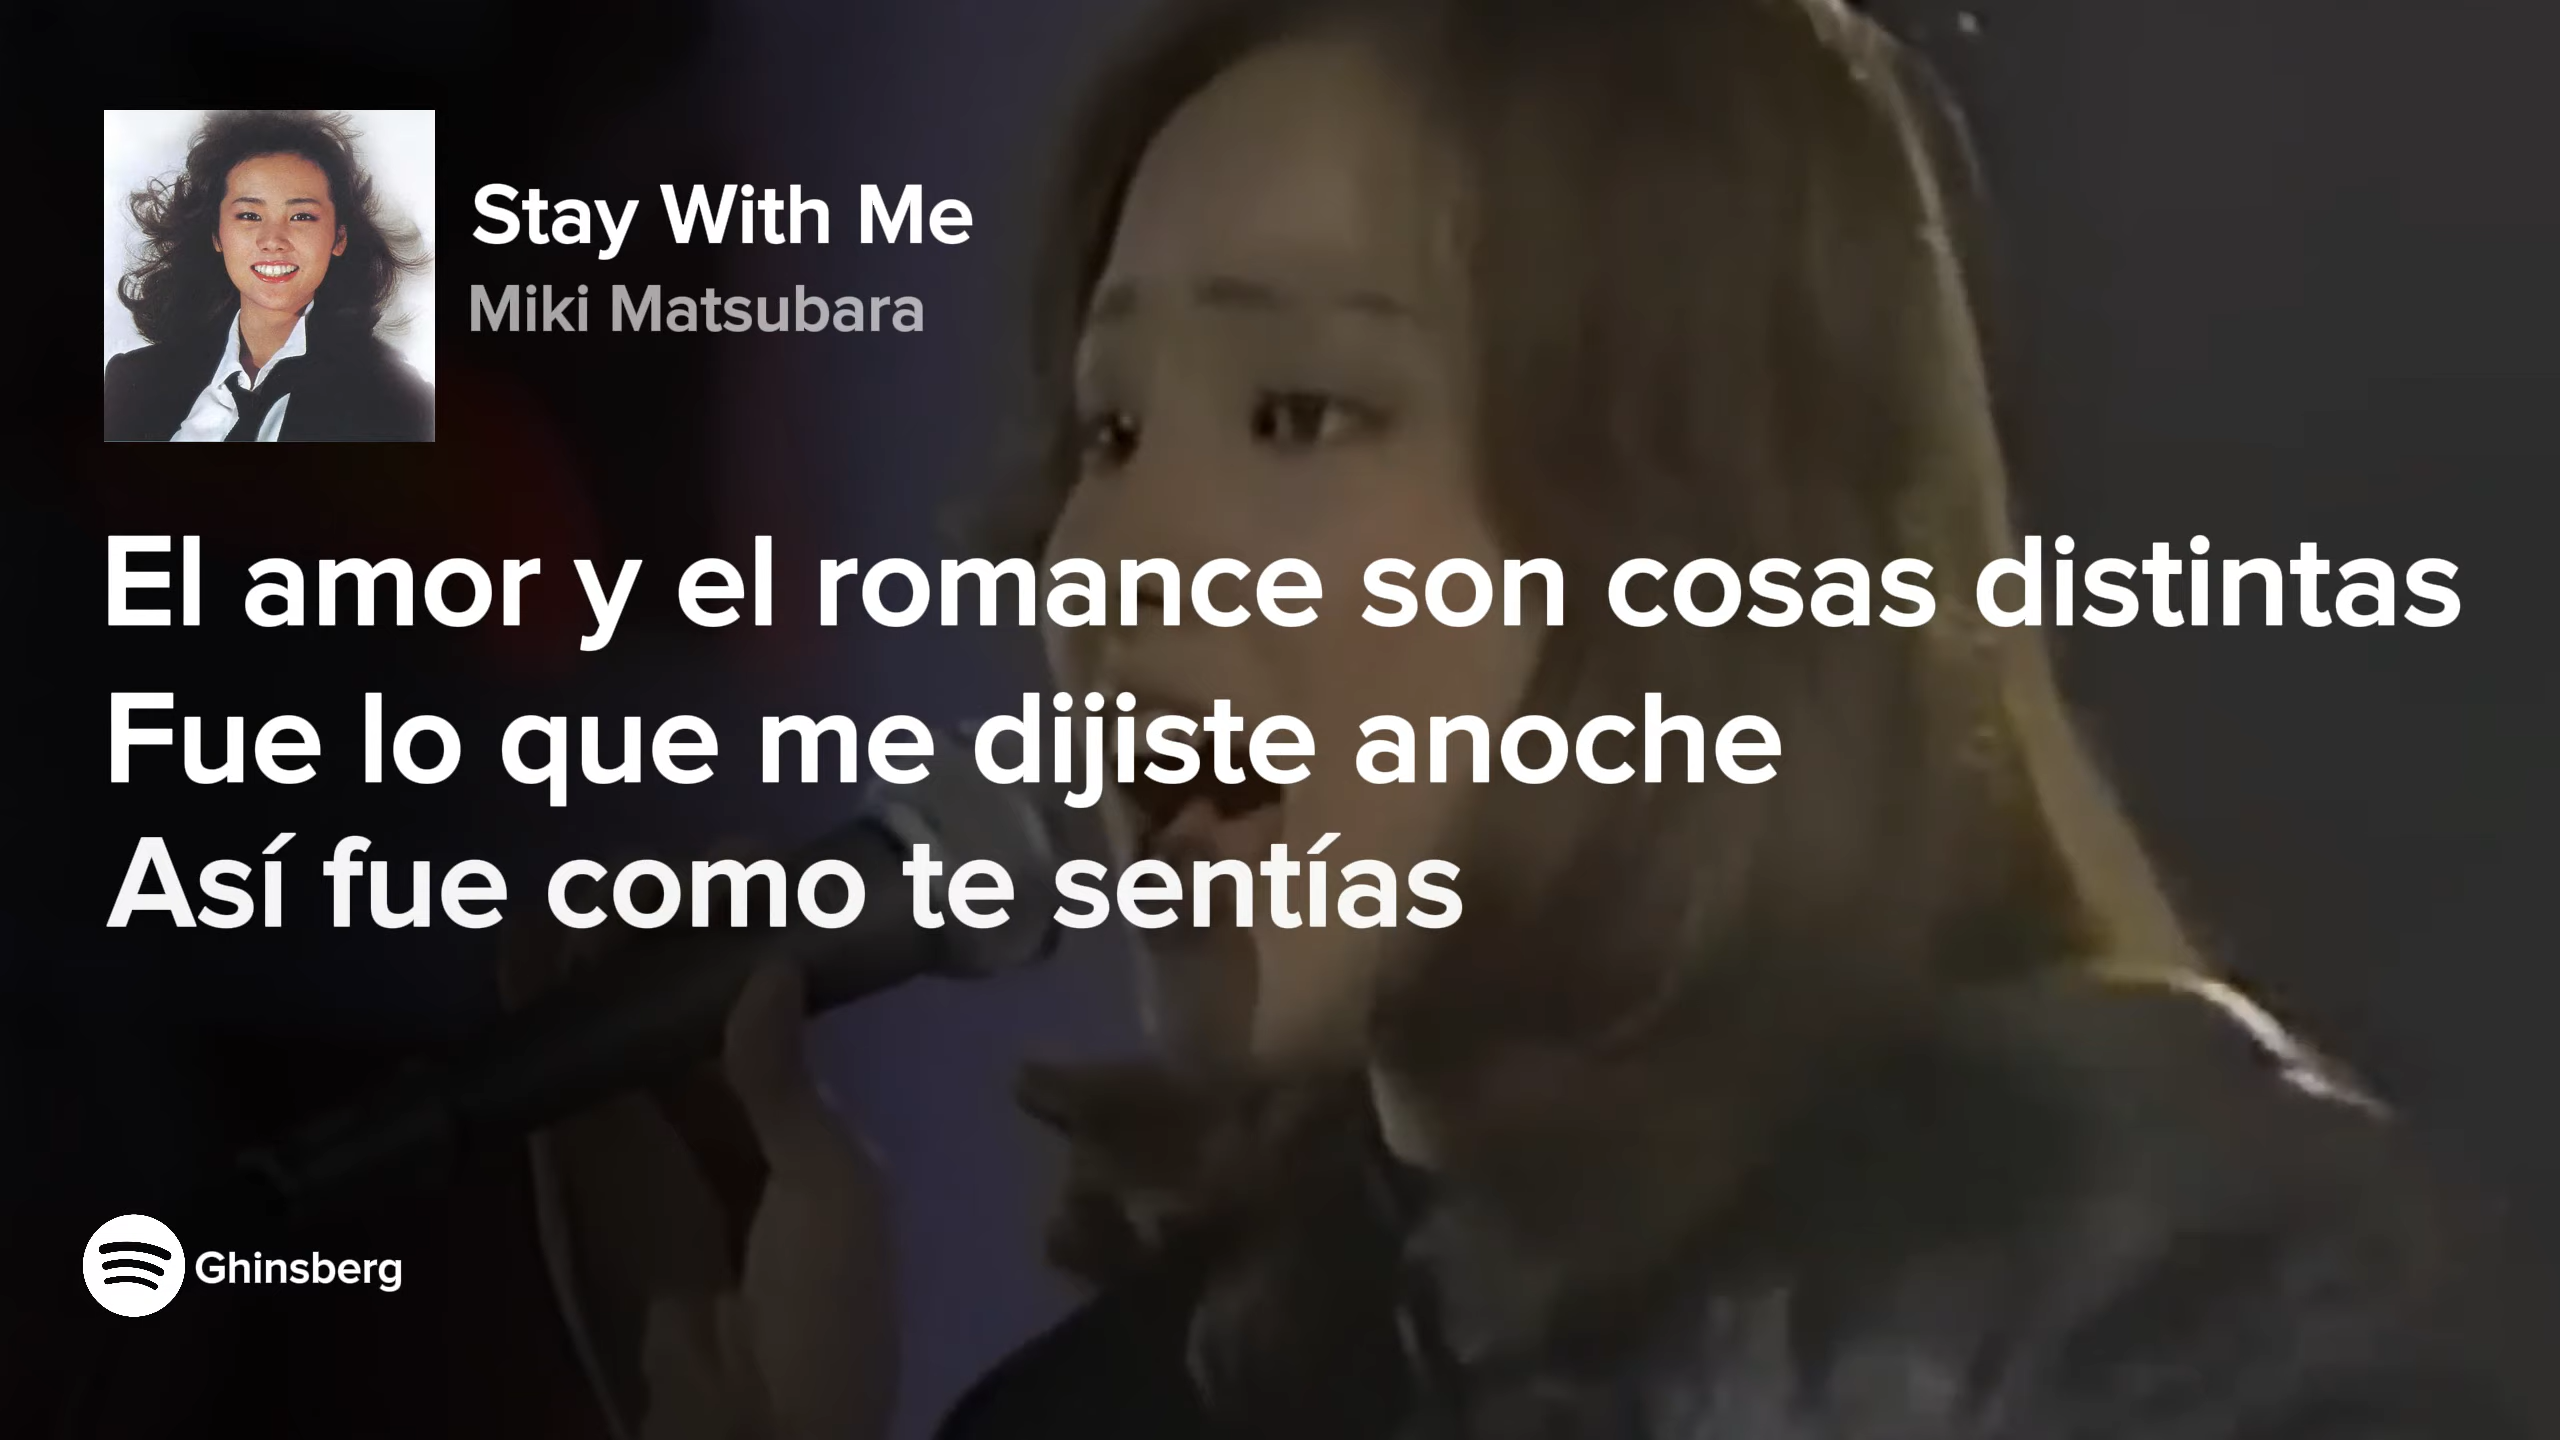 Stay With Me
Miki Matsubara
El amor y el romance son cosas distintas
Fue lo que me dijiste anoche
Así fue como te sentías
Ghinsberg